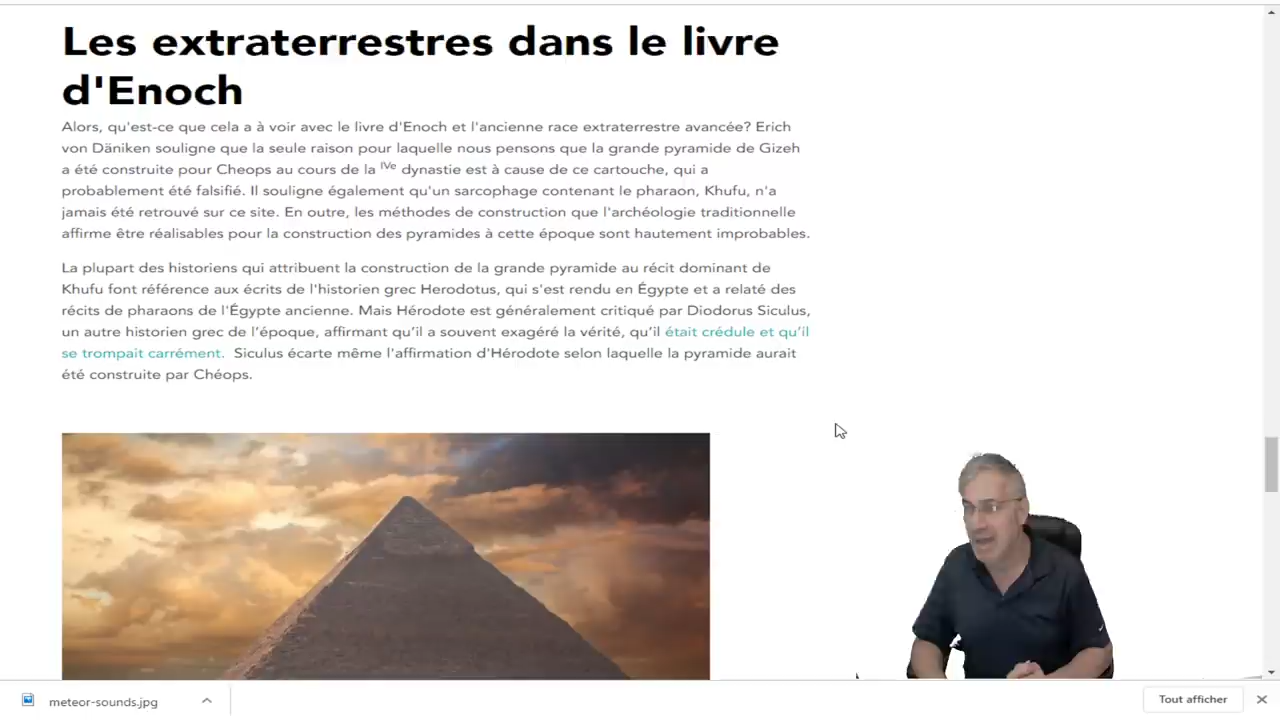 Les extraterrestres dans le livre
d'Enoch
Alors, qu'est-ce que cela a à voir avec le livre d'Enoch et l'ancienne race extraterrestre avancée? Erich
von Däniken souligne que la seule raison pour laquelle nous pensons que la grande pyramide de Gizeh
a été construite pour Cheops au cours de la IVe dynastie est à cause de ce cartouche, qui a
probablement été falsifié. Il souligne également qu'un sarcophage contenant le pharaon, Khufu, n'a
jamais été retrouvé sur ce site. En outre, les méthodes de construction que l'archéologie traditionnelle
affirme être réalisables pour la construction des pyramides à cette époque sont hautement improbables.
La plupart des historiens qui attribuent la construction de la grande pyramide au récit dominant de
Khufu font référence aux écrits de l'historien grec Herodotus, qui s'est rendu en Égypte et a relaté des
récits de pharaons de l'Égypte ancienne. Mais Hérodote est généralement critiqué par Diodorus Siculus,
un autre historien grec de l’époque, affirmant qu’il a souvent exagéré la vérité, qu’il était crédule et qu’il
se trompait carrément. Siculus écarte même l'affirmation d'Hérodote selon laquelle la pyramide aurait
été construite par Chéops.
meteor-sounds.jpg
Tout afficher